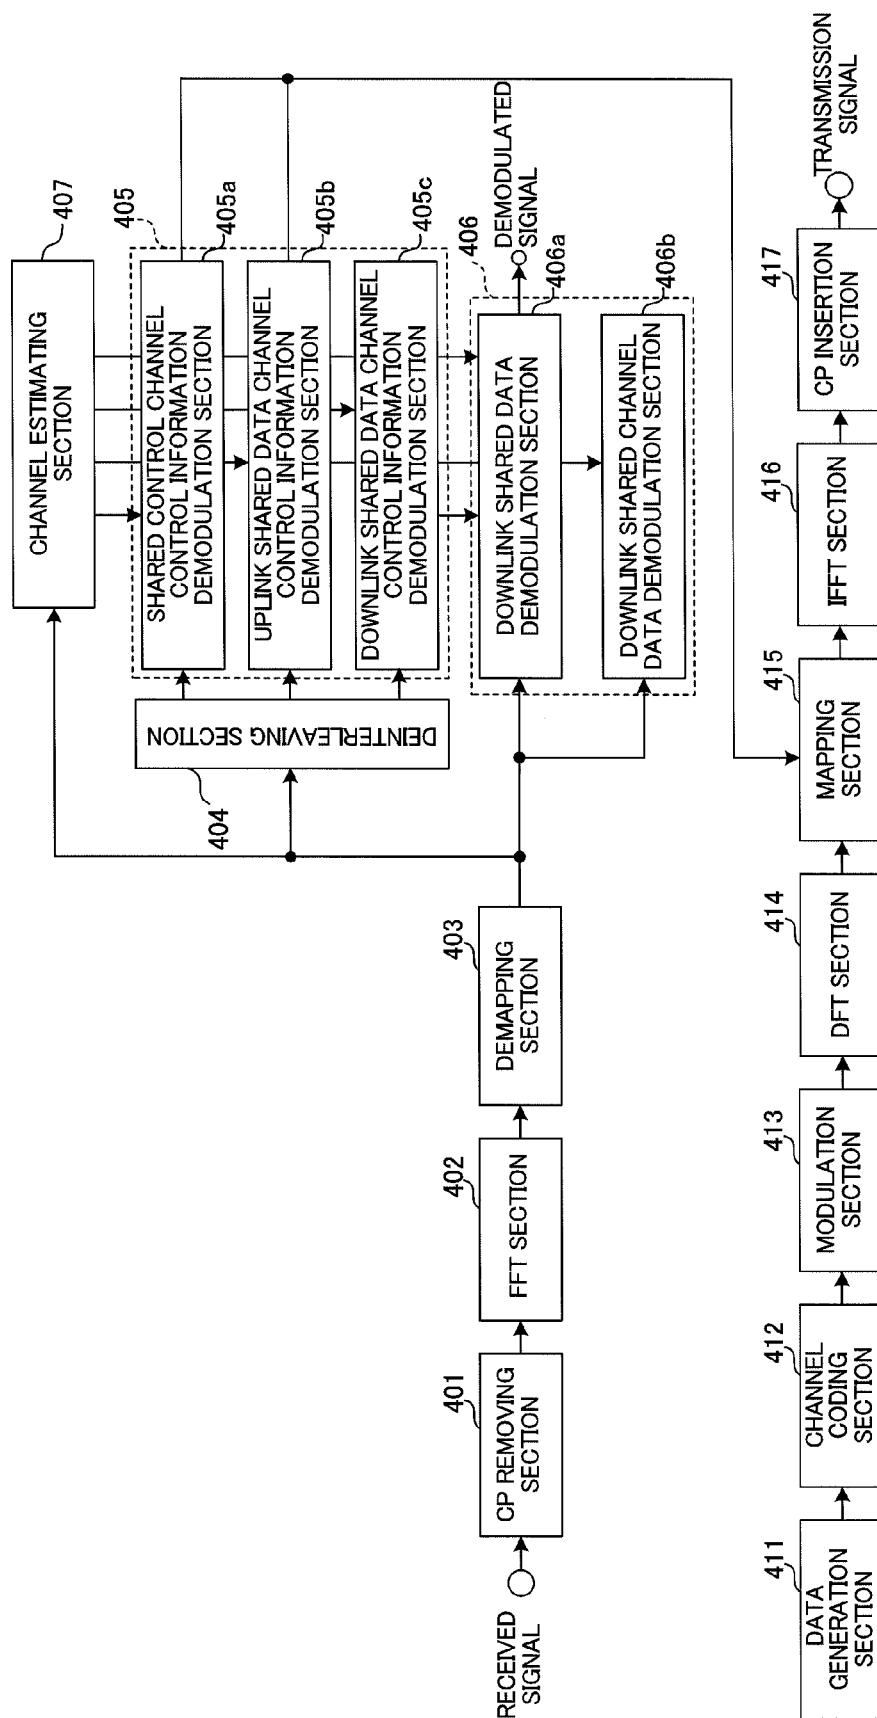 407
CHANNEL ESTIMATING
SECTION
405
405a
SHARED CONTROL CHANNEL
CONTROL INFORMATION
DEMODULATION SECTION
405b
UPLINK SHARED DATA CHANNEL
CONTROL INFORMATION
DEMODULATION SECTION
405c
DOWNLINK SHARED DATA CHANNEL
CONTROL INFORMATION
DEMODULATION SECTION
DEINTERLEAVING SECTION
404
406
DEMODULATED
SIGNAL
406a
DOWNLINK SHARED DATA
DEMODULATION SECTION
406b
DOWNLINK SHARED CHANNEL
DATA DEMODULATION SECTION
RECEIVED
SIGNAL
401
CP REMOVING
SECTION
402
FFT SECTION
403
DEMAPPING
SECTION
411
DATA
GENERATION
SECTION
412
CHANNEL
CODING
SECTION
413
MODULATION
SECTION
414
DFT SECTION
415
MAPPING
SECTION
416
IFFT SECTION
417
CP INSERTION
SECTION
TRANSMISSION
SIGNAL